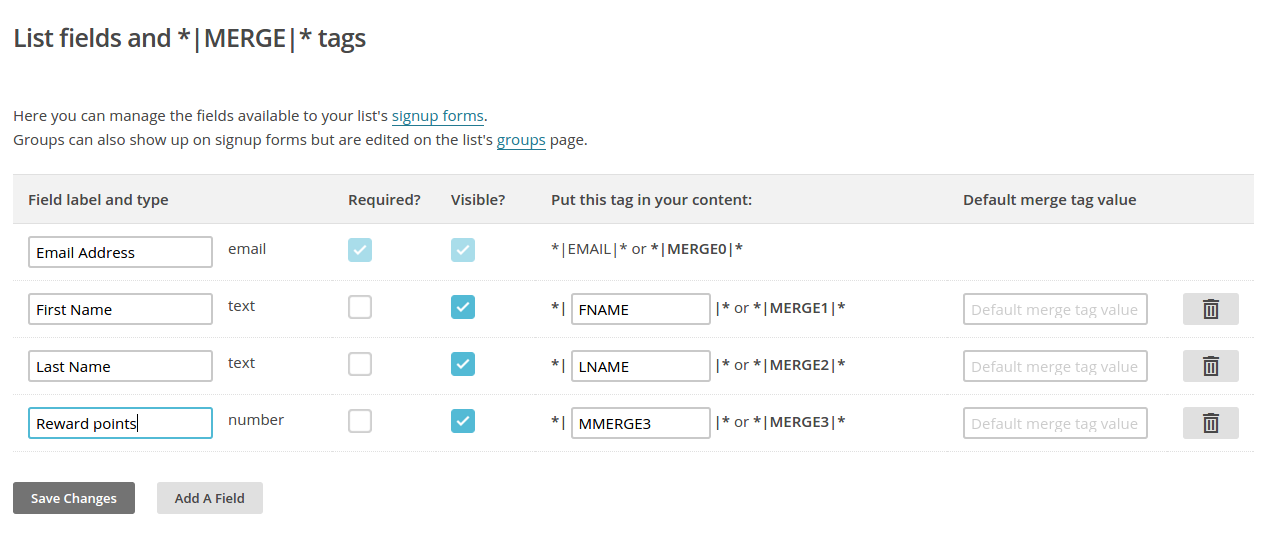 List fields and *|MERGE|* tags
Here you can manage the fields available to your list's signup forms.
Groups can also show up on signup forms but are edited on the list's groups page.
Field label and type Required? Visible? Put this tag in your content: Default merge tag value
Email Address email *|EMAIL|* or *|MERGE0|*
First Name text *| FNAME |* or *|MERGE1|* Default merge tag value
Last Name text *| LNAME |* or *|MERGE2|* Default merge tag value
Reward points number *| MMERGE3 |* or *|MERGE3|* Default merge tag value
Save Changes Add A Field